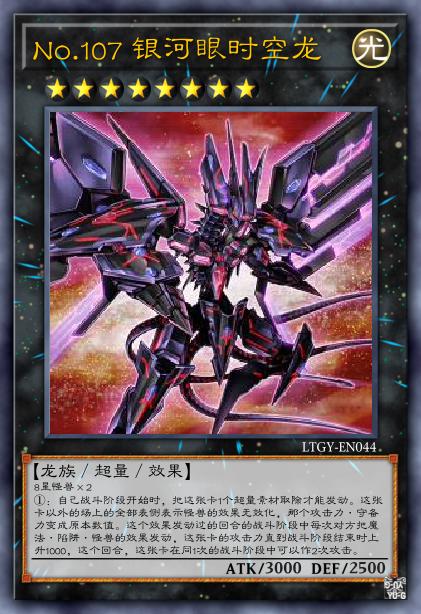 No.107 银河眼时空龙
光
LTGY-EN044
【龙族／超量／效果】
8星怪兽×2
①：自己战斗阶段开始时，把这张卡1个超量素材取除才能发动。这张
卡以外的场上的全部表侧表示怪兽的效果无效化，那个攻击力·守备
力变成原本数值。这个效果发动过的回合的战斗阶段中每次对方把魔
法·陷阱·怪兽的效果发动，这张卡的攻击力直到战斗阶段结束时上
升1000，这个回合，这张卡在同1次的战斗阶段中可以作2次攻击。
ATK/3000 DEF/2500